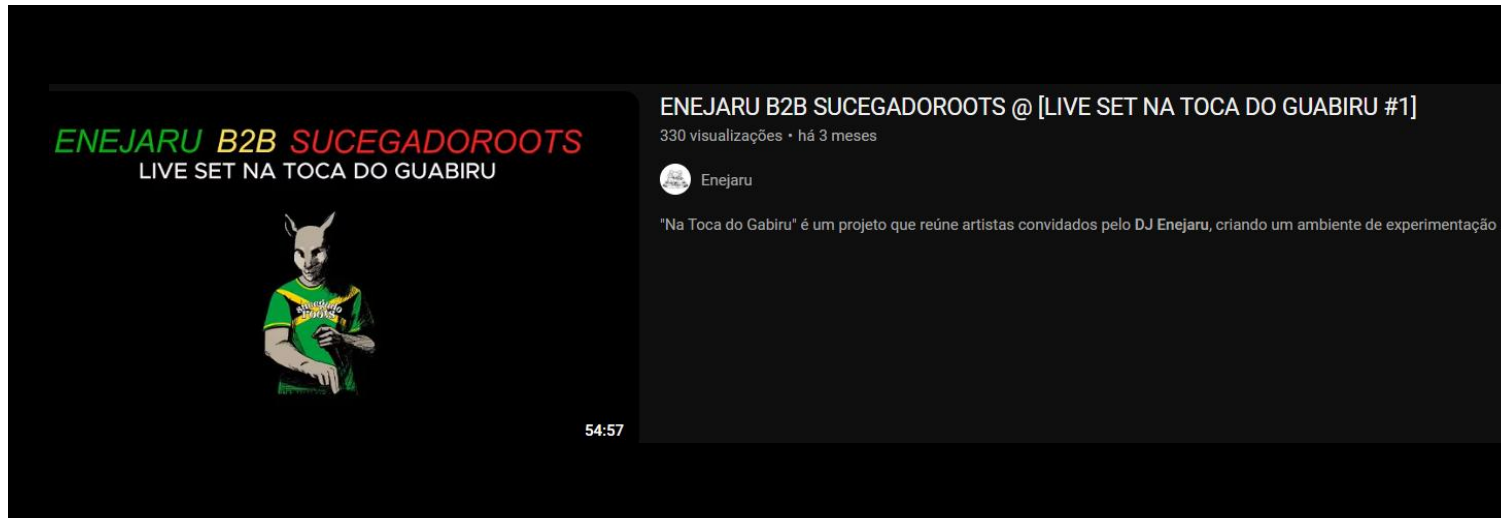 ENEJARU B2B SUCEGADOROOTS
LIVE SET NA TOCA DO GUABIRU
sucegado
ROOTS
54:57
ENEJARU B2B SUCEGADOROOTS @ [LIVE SET NA TOCA DO GUABIRU #1]
330 visualizações • há 3 meses
Enejaru
"Na Toca do Gabiru" é um projeto que reúne artistas convidados pelo DJ Enejaru, criando um ambiente de experimentação